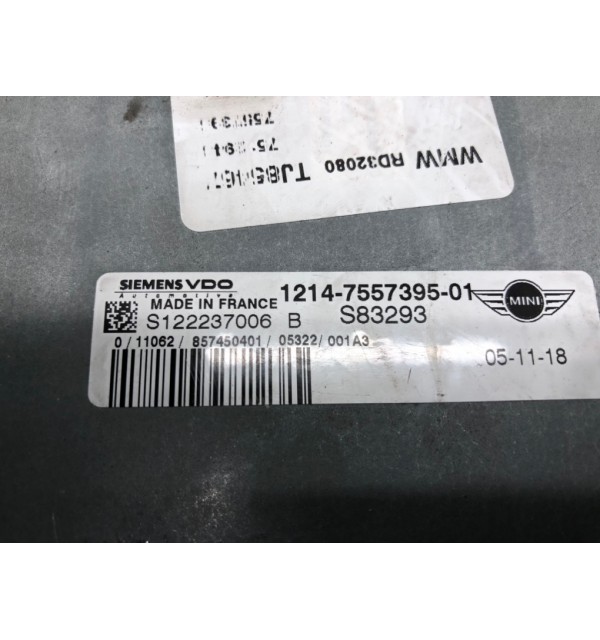 WMW RD32080
SIEMENS VDO
Automotive
MADE IN FRANCE
1214-7557395-01
MINI
S122237006 B S83293
0/11062/857450401/05322/001A3
05-11-18